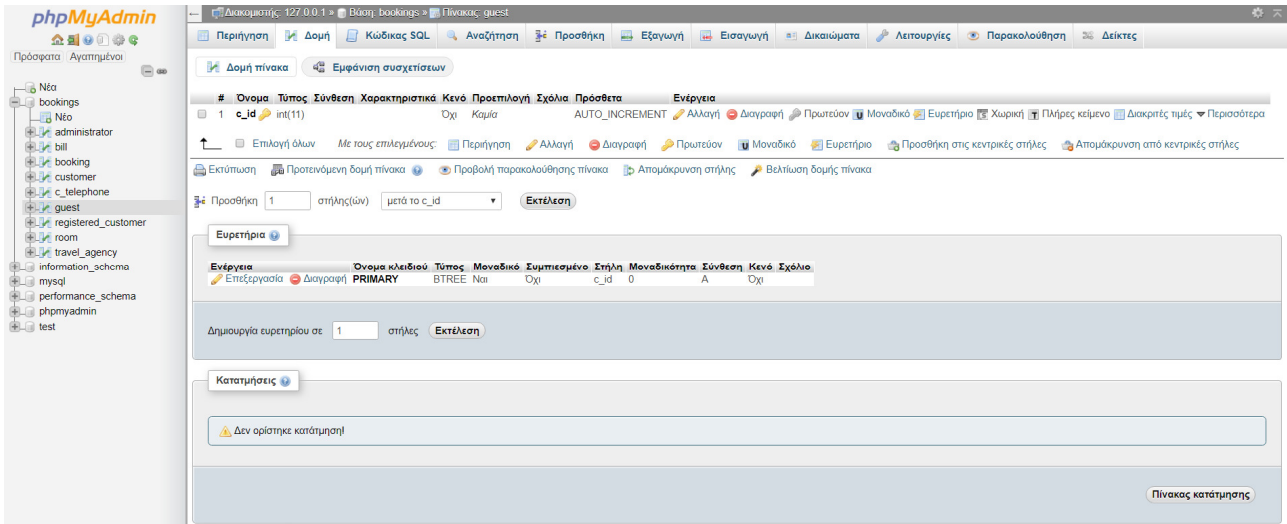 phpMyAdmin
Πρόσφατα Αγαπημένοι
Νέα
bookings
Νέο
administrator
bill
booking
customer
c_telephone
guest
registered_customer
room
travel_agency
information_schema
mysql
performance_schema
phpmyadmin
test
Διακομιστής: 127.0.0.1 » Βάση: bookings » Πίνακας: guest
Περιήγηση Δομή Κώδικας SQL Αναζήτηση Προσθήκη Εξαγωγή Εισαγωγή Δικαιώματα Λειτουργίες Παρακολούθηση Δείκτες
Δομή πίνακα Εμφάνιση συσχετίσεων
# Όνομα Τύπος Σύνθεση Χαρακτηριστικά Κενό Προεπιλογή Σχόλια Πρόσθετα Ενέργεια
1 c_id int(11) Όχι Καμία AUTO_INCREMENT Αλλαγή Διαγραφή Πρωτεύον Μοναδικό Ευρετήριο Χωρική Πλήρες κείμενο Διακριτές τιμές Περισσότερα
Επιλογή όλων Με τους επιλεγμένους: Περιήγηση Αλλαγή Διαγραφή Πρωτεύον Μοναδικό Ευρετήριο Προσθήκη στις κεντρικές στήλες Απομάκρυνση από κεντρικές στήλες
Εκτύπωση Προτεινόμενη δομή πίνακα Προβολή παρακολούθησης πίνακα Απομάκρυνση στήλης Βελτίωση δομής πίνακα
Προσθήκη 1 στήλης(ών) μετά το c_id Εκτέλεση
Ευρετήρια
Ενέργεια Όνομα κλειδιού Τύπος Μοναδικό Συμπιεσμένο Στήλη Μοναδικότητα Σύνθεση Κενό Σχόλιο
Επεξεργασία Διαγραφή PRIMARY BTREE Ναι Όχι c_id 0 A Όχι
Δημιουργία ευρετηρίου σε 1 στήλες Εκτέλεση
Κατατμήσεις
Δεν ορίστηκε κατάτμηση!
Πίνακας κατάτμησης